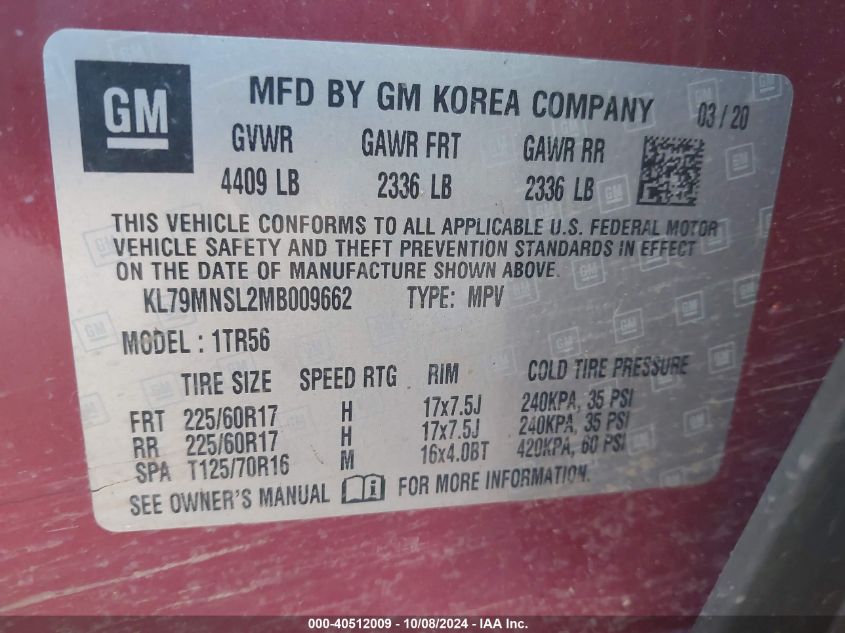 GM
MFD BY GM KOREA COMPANY
03/20
GVWR GAWR FRT GAWR RR
4409 LB 2336 LB 2336 LB
THIS VEHICLE CONFORMS TO ALL APPLICABLE U.S. FEDERAL MOTOR
VEHICLE SAFETY AND THEFT PREVENTION STANDARDS IN EFFECT
ON THE DATE OF MANUFACTURE SHOWN ABOVE.
KL79MNSL2MB009662 TYPE: MPV
MODEL : 1TR56
TIRE SIZE SPEED RTG RIM COLD TIRE PRESSURE
FRT 225/60R17 H 17x7.5J 240KPA, 35 PSI
RR 225/60R17 H 17x7.5J 240KPA, 35 PSI
SPA T125/70R16 M 16x4.0BT 420KPA, 60 PSI
SEE OWNER'S MANUAL i FOR MORE INFORMATION.
000-40512009 - 10/08/2024 - IAA Inc.